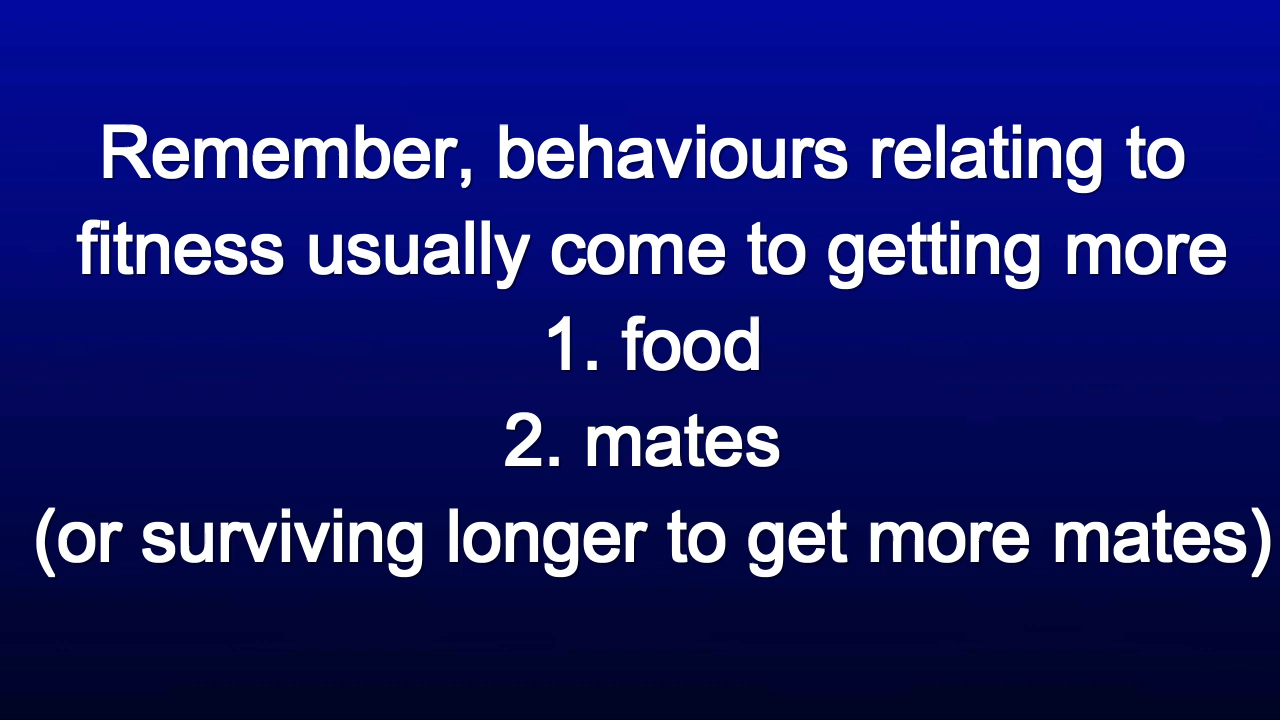 Remember, behaviours relating to
fitness usually come to getting more
1. food
2. mates
(or surviving longer to get more mates)